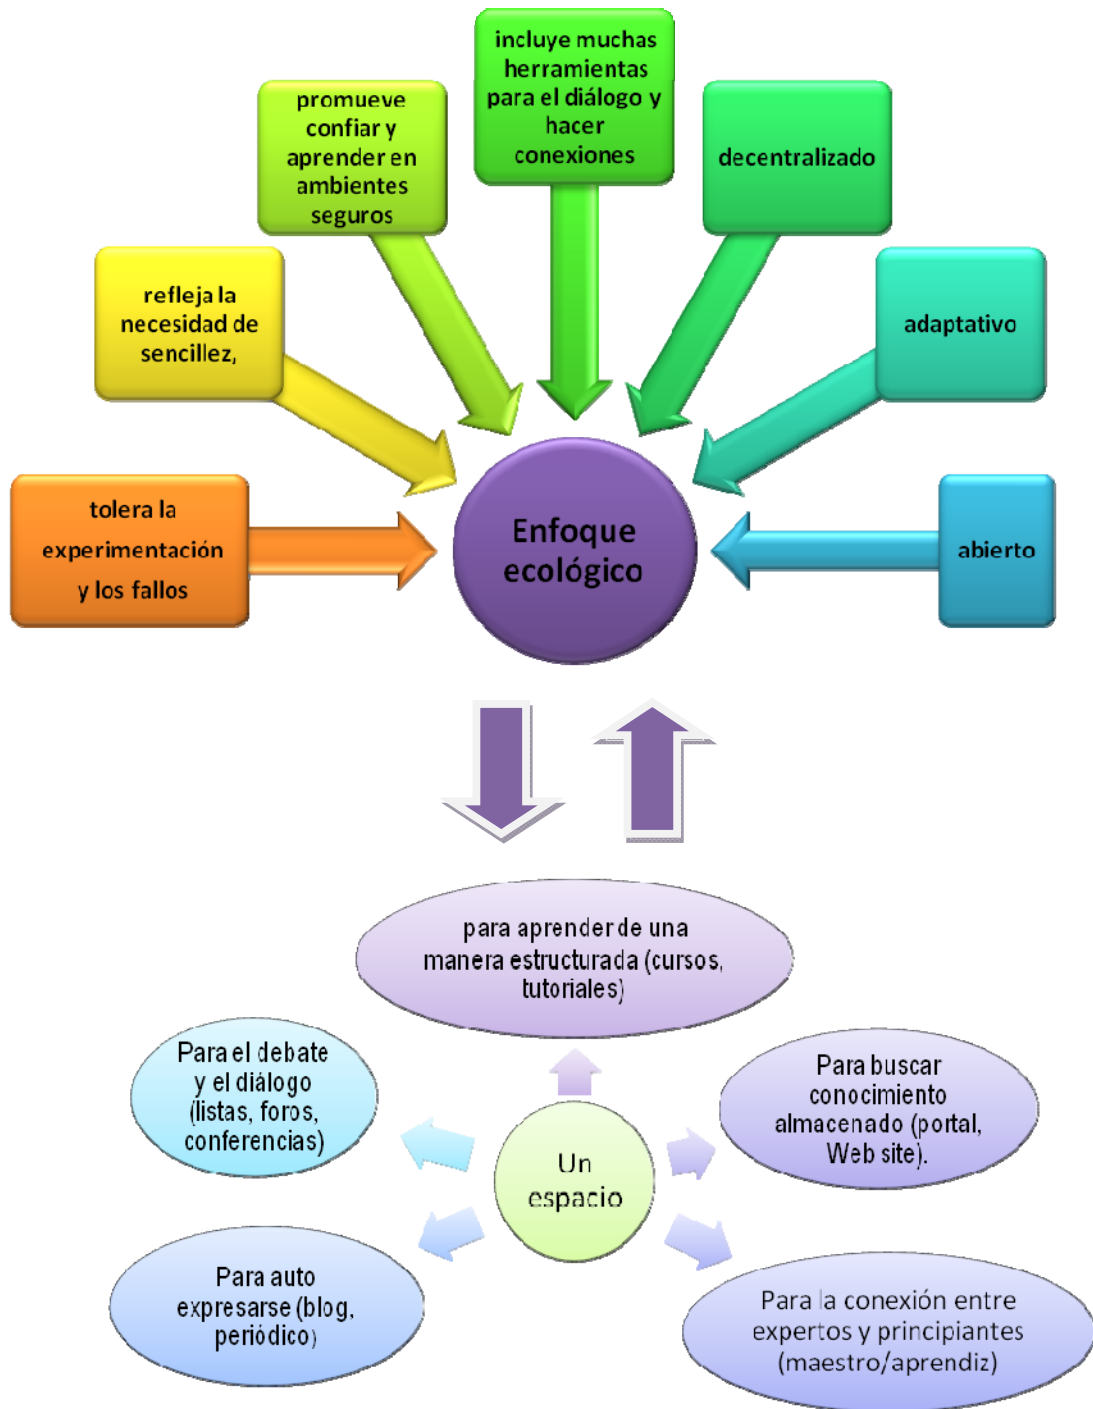 incluye muchas
herramientas
para el diálogo y
hacer
conexiones
promueve
confiar y
aprender en
ambientes
seguros
decentralizado
refleja la
necesidad de
sencillez,
adaptativo
tolera la
experimentación
y los fallos
Enfoque
ecológico
abierto
para aprender de una
manera estructurada (cursos,
tutoriales)
Para el debate
y el diálogo
(listas, foros,
conferencias)
Para buscar
conocimiento
almacenado (portal,
Web site).
Un
espacio
Para auto
expresarse (blog,
periódico)
Para la conexión entre
expertos y principiantes
(maestro/aprendiz)